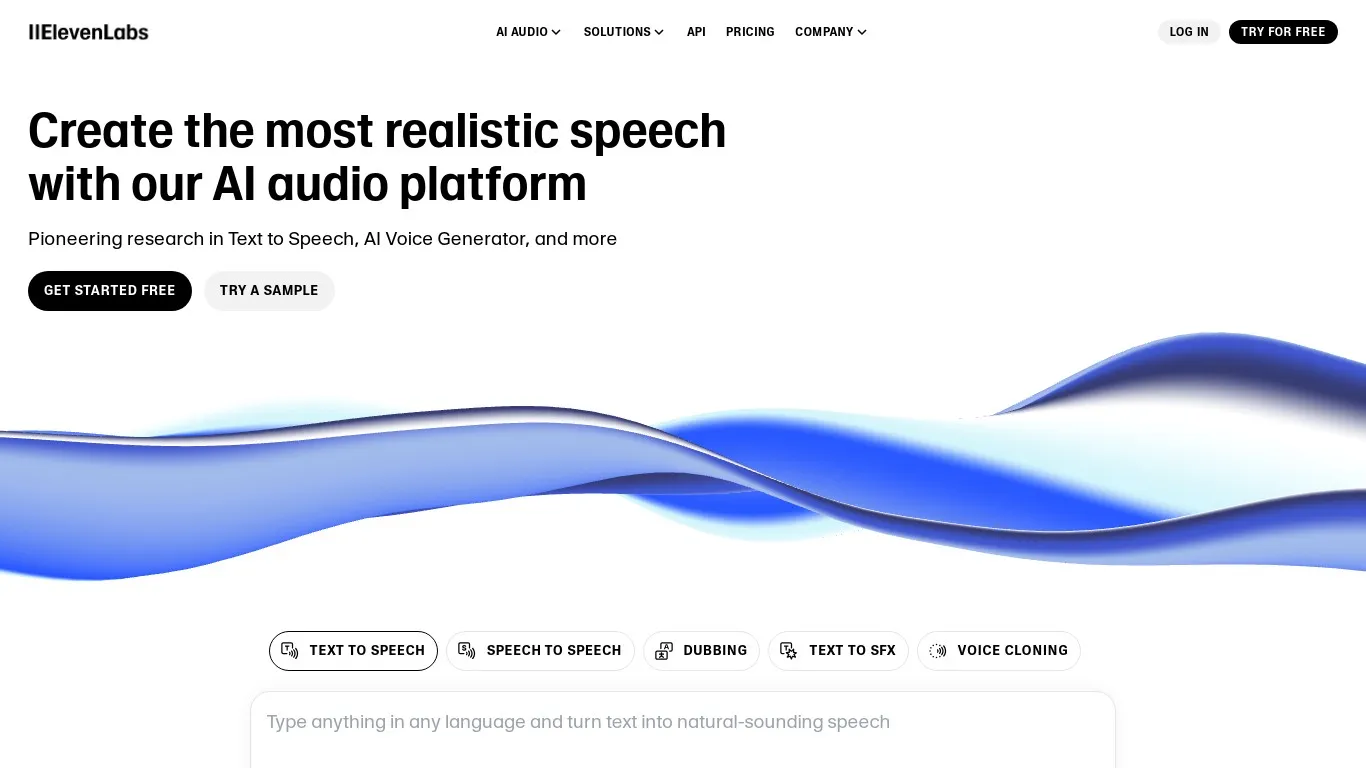 IIElevenLabs
AI AUDIO
SOLUTIONS
API
PRICING
COMPANY
LOG IN
TRY FOR FREE
Create the most realistic speech
with our AI audio platform
Pioneering research in Text to Speech, AI Voice Generator, and more
GET STARTED FREE
TRY A SAMPLE
TEXT TO SPEECH
SPEECH TO SPEECH
DUBBING
TEXT TO SFX
VOICE CLONING
Type anything in any language and turn text into natural-sounding speech